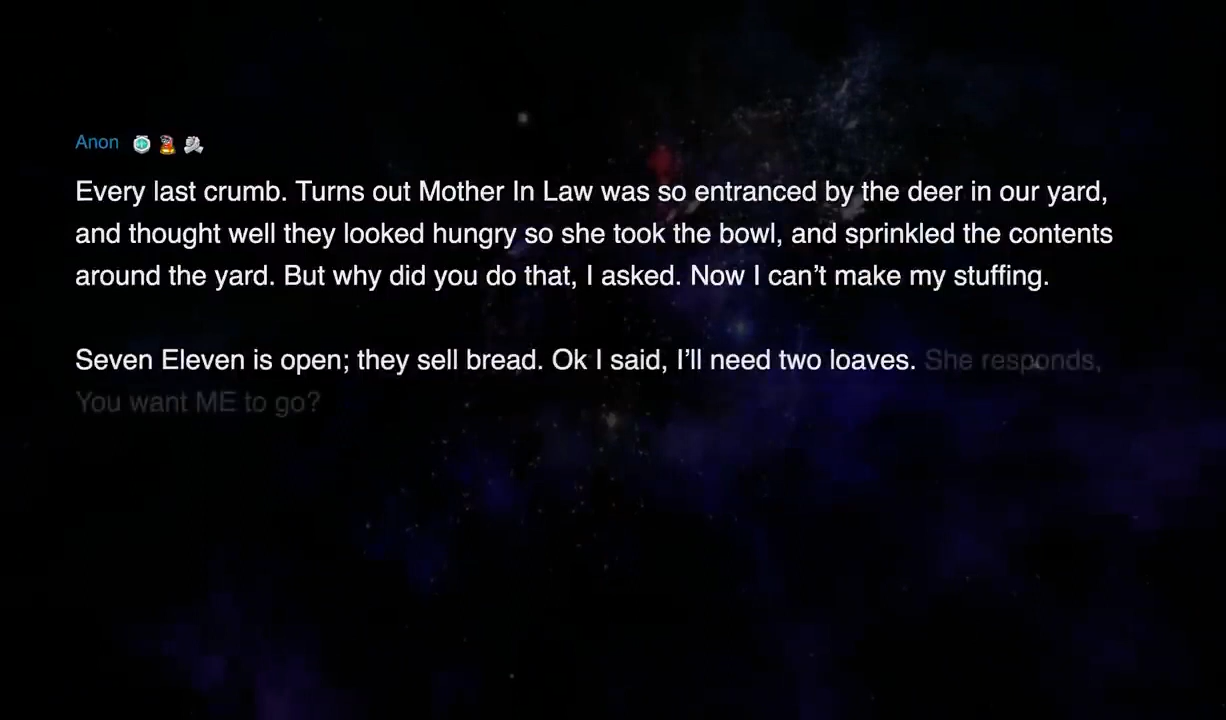 Anon
Every last crumb. Turns out Mother In Law was so entranced by the deer in our yard,
and thought well they looked hungry so she took the bowl, and sprinkled the contents
around the yard. But why did you do that, I asked. Now I can’t make my stuffing.
Seven Eleven is open; they sell bread. Ok I said, I’ll need two loaves. She responds,
You want ME to go?